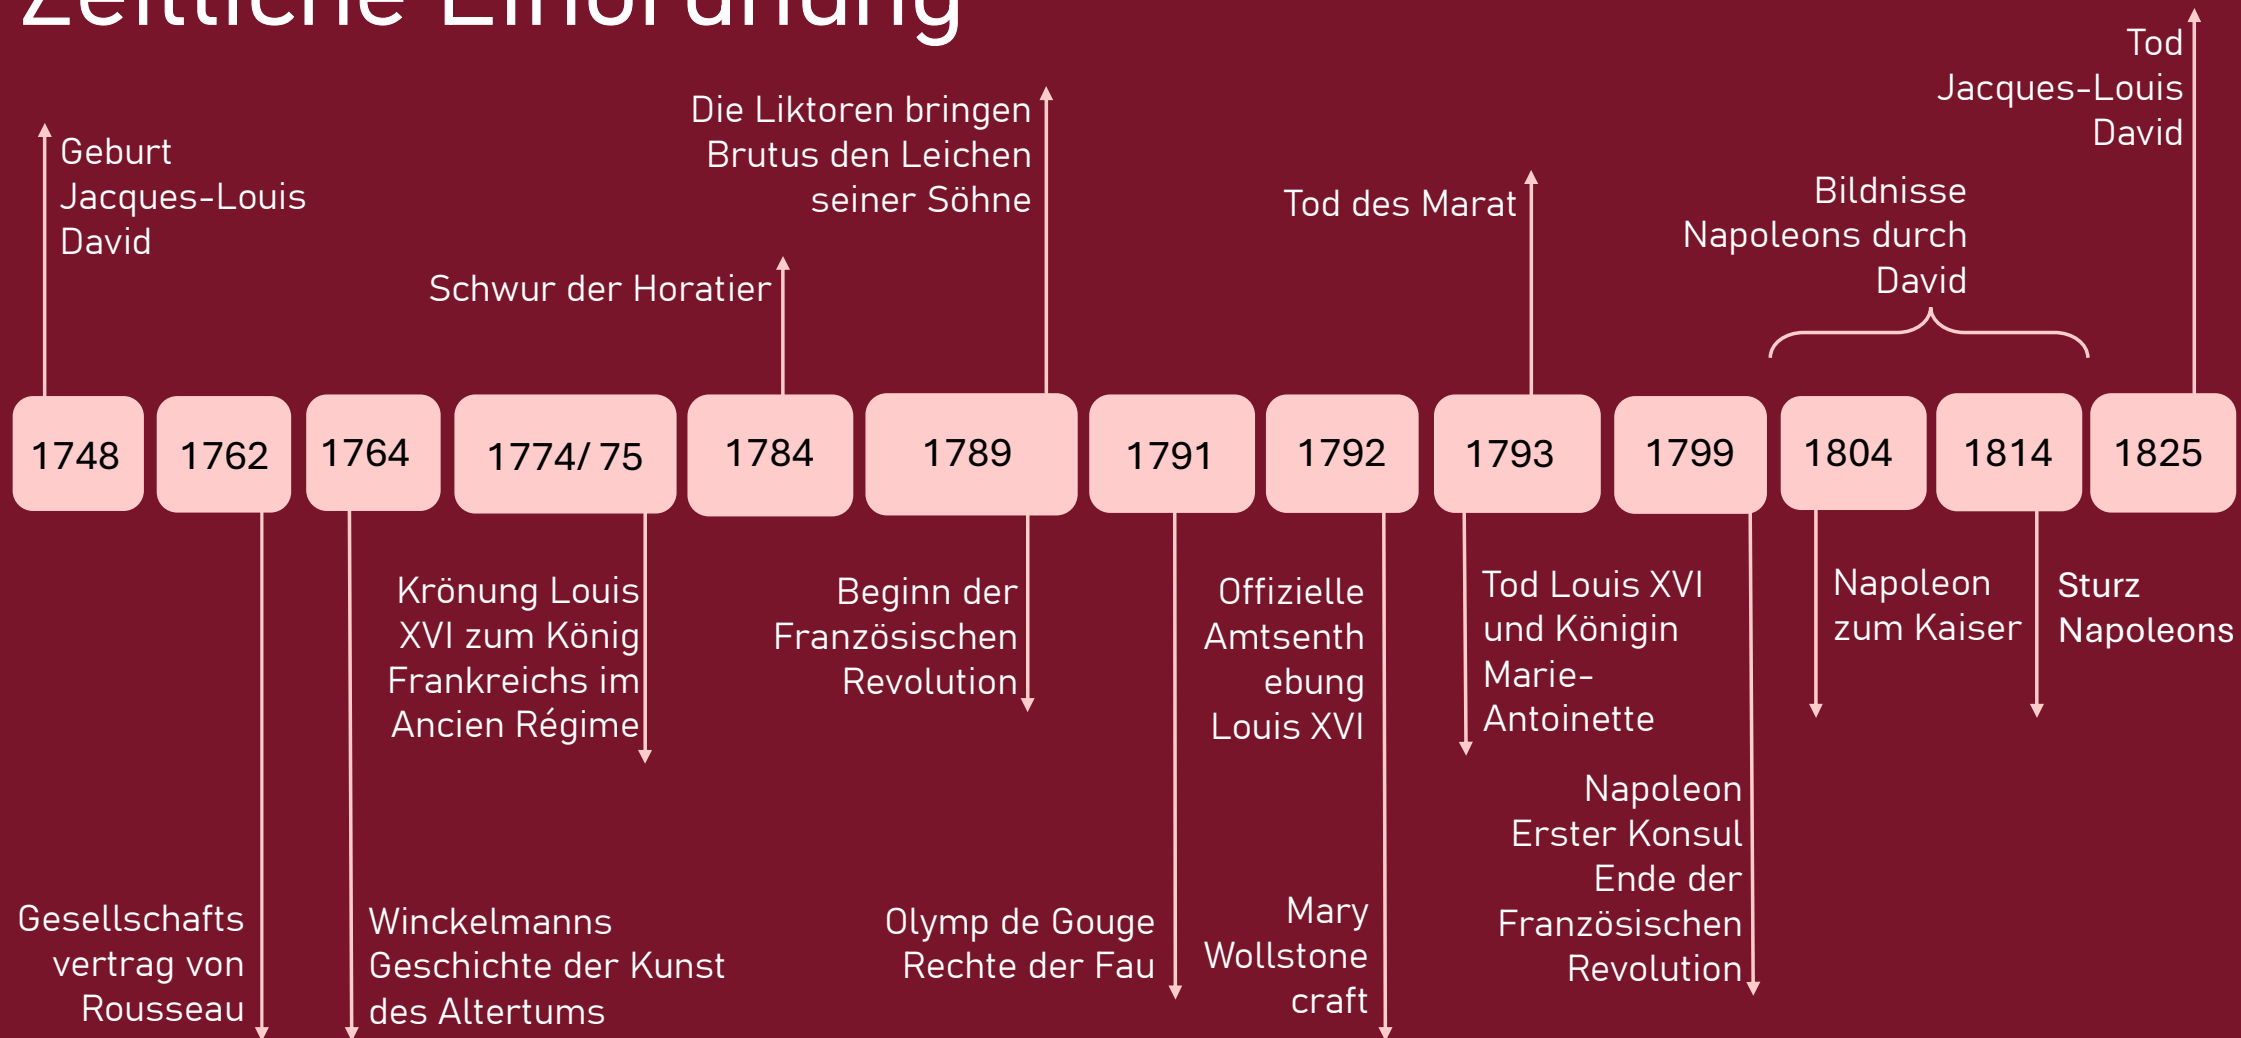 Zeitliche Einordnung
Geburt
Jacques-Louis
David
Schwur der Horatier
Die Liktoren bringen
Brutus den Leichen
seiner Söhne
Tod des Marat
Bildnisse
Napoleons durch
David
Tod
Jacques-Louis
David
1748
1762
1764
1774/ 75
1784
1789
1791
1792
1793
1799
1804
1814
1825
Gesellschafts
vertrag von
Rousseau
Winckelmanns
Geschichte der Kunst
des Altertums
Krönung Louis
XVI zum König
Frankreichs im
Ancien Régime
Beginn der
Französischen
Revolution
Olymp de Gouge
Rechte der Fau
Offizielle
Amtsenth
ebung
Louis XVI
Mary
Wollstone
craft
Tod Louis XVI
und Königin
Marie-
Antoinette
Napoleon
Erster Konsul
Ende der
Französischen
Revolution
Napoleon
zum Kaiser
Sturz
Napoleons